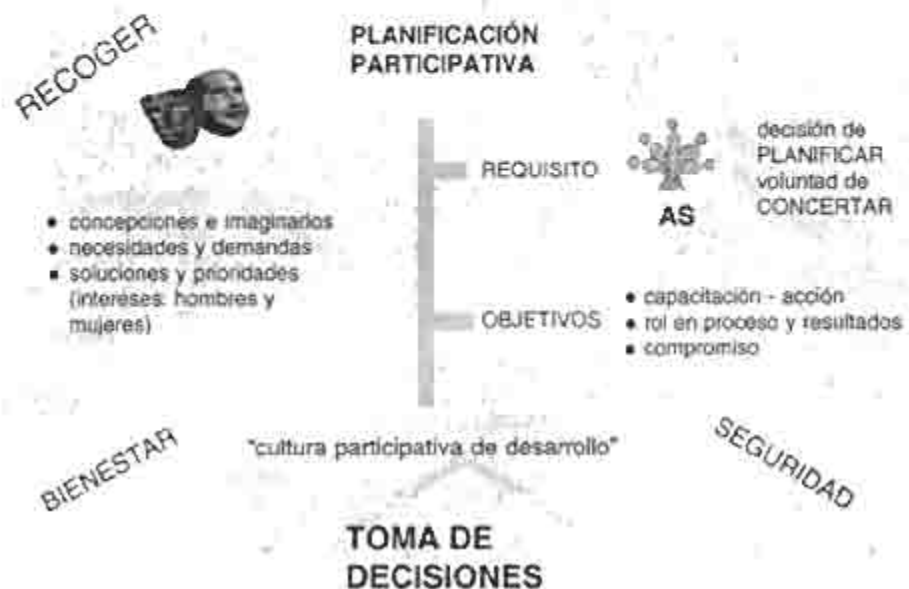 RECOGER
PLANIFICACIÓN
PARTICIPATIVA
• concepciones e imaginarios
• necesidades y demandas
• soluciones y prioridades
(intereses: hombres y
mujeres)
REQUISITO
AS
decisión de
PLANIFICAR
voluntad de
CONCERTAR
OBJETIVOS
• capacitación - acción
• rol en proceso y resultados
• compromiso
BIENESTAR
"cultura participativa de desarrollo"
SEGURIDAD
TOMA DE
DECISIONES